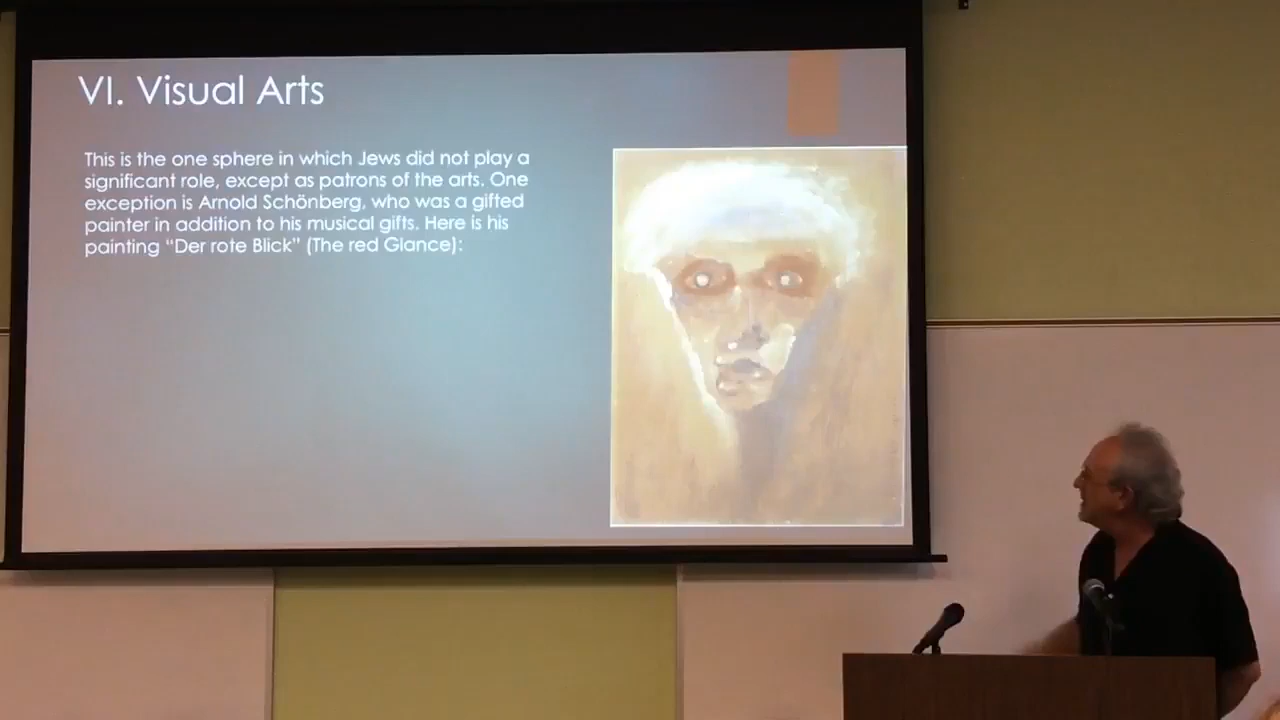 VI. Visual Arts
This is the one sphere in which Jews did not play a
significant role, except as patrons of the arts. One
exception is Arnold Schönberg, who was a gifted
painter in addition to his musical gifts. Here is his
painting “Der rote Blick” (The red Glance):